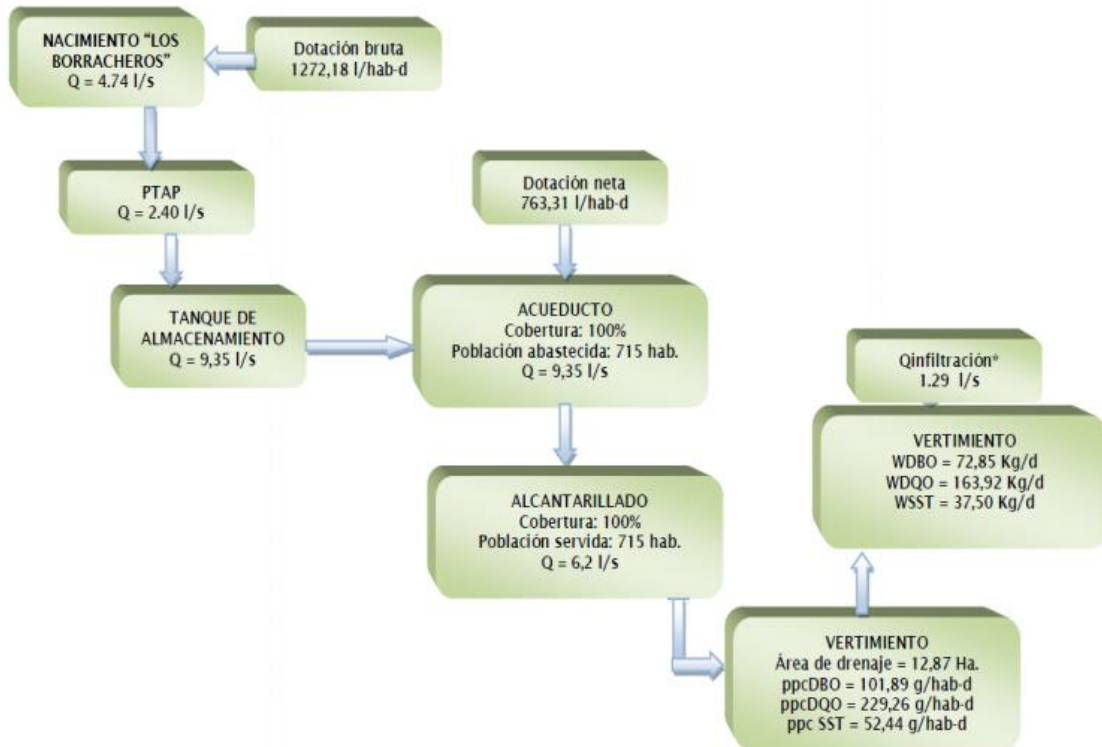 NACIMIENTO “LOS
BORRACHEROS”
Q = 4.74 l/s
Dotación bruta
1272,18 l/hab-d
PTAP
Q = 2.40 l/s
Dotación neta
763,31 l/hab-d
TANQUE DE
ALMACENAMIENTO
Q = 9,35 l/s
ACUEDUCTO
Cobertura: 100%
Población abastecida: 715 hab.
Q = 9,35 l/s
ALCANTARILLADO
Cobertura: 100%
Población servida: 715 hab.
Q = 6,2 l/s
VERTIMIENTO
Área de drenaje = 12,87 Ha.
ppcDBO = 101,89 g/hab-d
ppcDQO = 229,26 g/hab-d
ppc SST = 52,44 g/hab-d
Qinfiltración*
1.29 l/s
VERTIMIENTO
WDBO = 72,85 Kg/d
WDQO = 163,92 Kg/d
WSST = 37,50 Kg/d